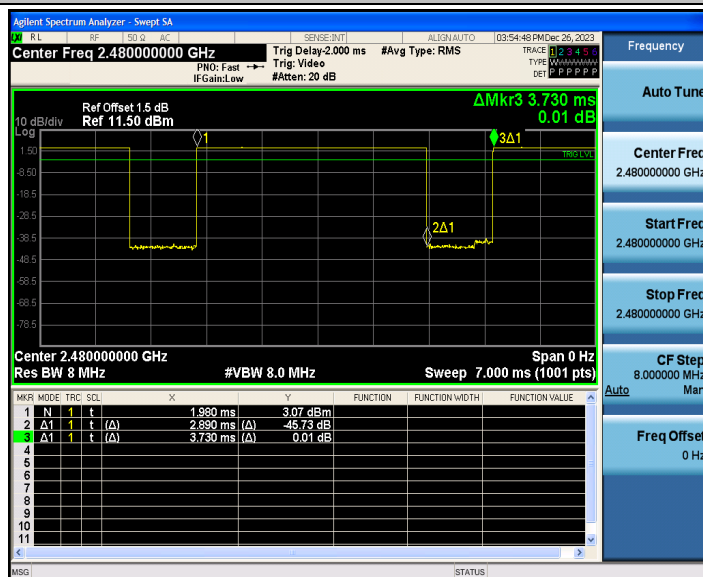 Agilent Spectrum Analyzer - Swept SA
LXI RL RF 50 Ω AC SENSE:INT ALIGN AUTO 03:54:48 PM Dec 26, 2023
Center Freq 2.480000000 GHz
PNO: Fast
IFGain:Low
Trig Delay-2.000 ms
Trig: Video
#Atten: 20 dB
#Avg Type: RMS
TRACE 1 2 3 4 5 6
TYPE WWWWWW
DET P P P P P P
ΔMkr3 3.730 ms
0.01 dB
Ref Offset 1.5 dB
10 dB/div Ref 11.50 dBm
Log
1
3Δ1
1.50
TRIG LVL
-8.50
-18.5
-28.5
2Δ1
-38.5
-48.5
-58.5
-68.5
-78.5
Center 2.480000000 GHz Span 0 Hz
Res BW 8 MHz #VBW 8.0 MHz Sweep 7.000 ms (1001 pts)
MKR MODE TRC SCL X Y FUNCTION FUNCTION WIDTH FUNCTION VALUE
1 N 1 t 1.980 ms 3.07 dBm
2 Δ1 1 t (Δ) 2.890 ms (Δ) -45.73 dB
3 Δ1 1 t (Δ) 3.730 ms (Δ) 0.01 dB
4
5
6
7
8
9
10
11
MSG STATUS
Frequency
Auto Tune
Center Freq
2.480000000 GHz
Start Freq
2.480000000 GHz
Stop Freq
2.480000000 GHz
CF Step
8.000000 MHz
Auto Man
Freq Offset
0 Hz